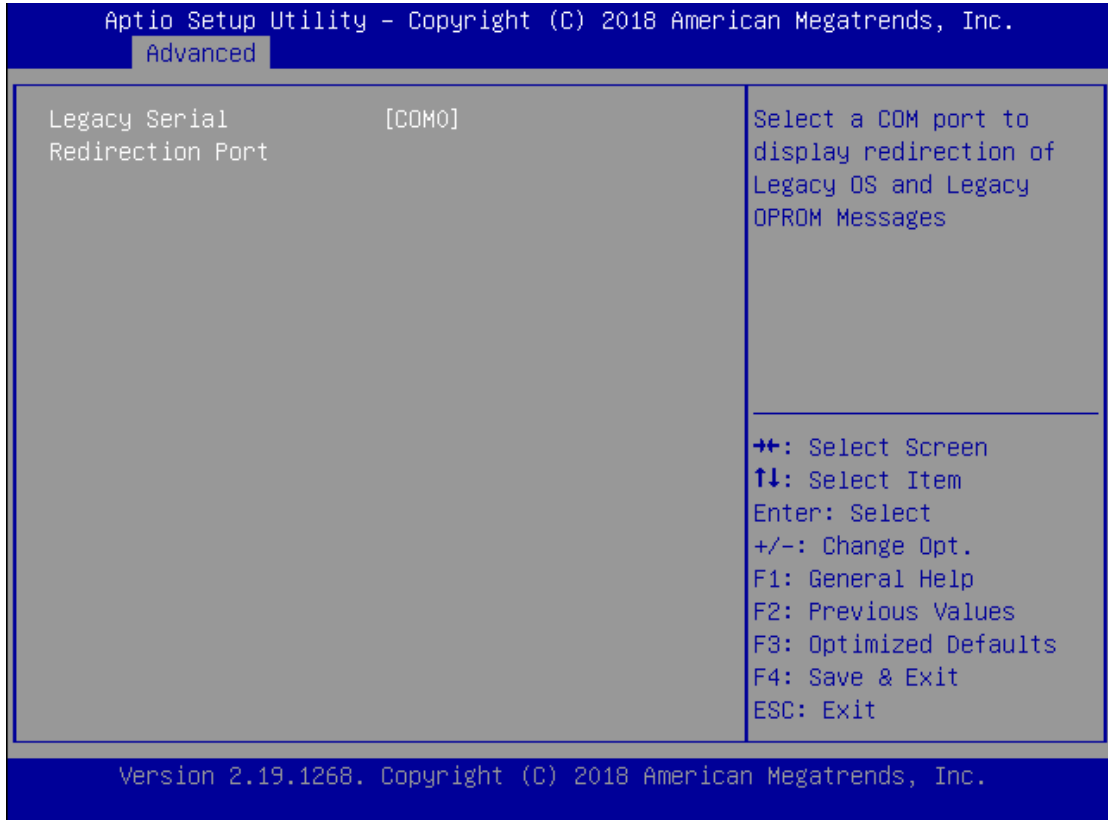 Aptio Setup Utility – Copyright (C) 2018 American Megatrends, Inc.
Advanced
Legacy Serial [COM0]
Redirection Port
Select a COM port to
display redirection of
Legacy OS and Legacy
OPROM Messages
→←: Select Screen
↑↓: Select Item
Enter: Select
+/-: Change Opt.
F1: General Help
F2: Previous Values
F3: Optimized Defaults
F4: Save & Exit
ESC: Exit
Version 2.19.1268. Copyright (C) 2018 American Megatrends, Inc.